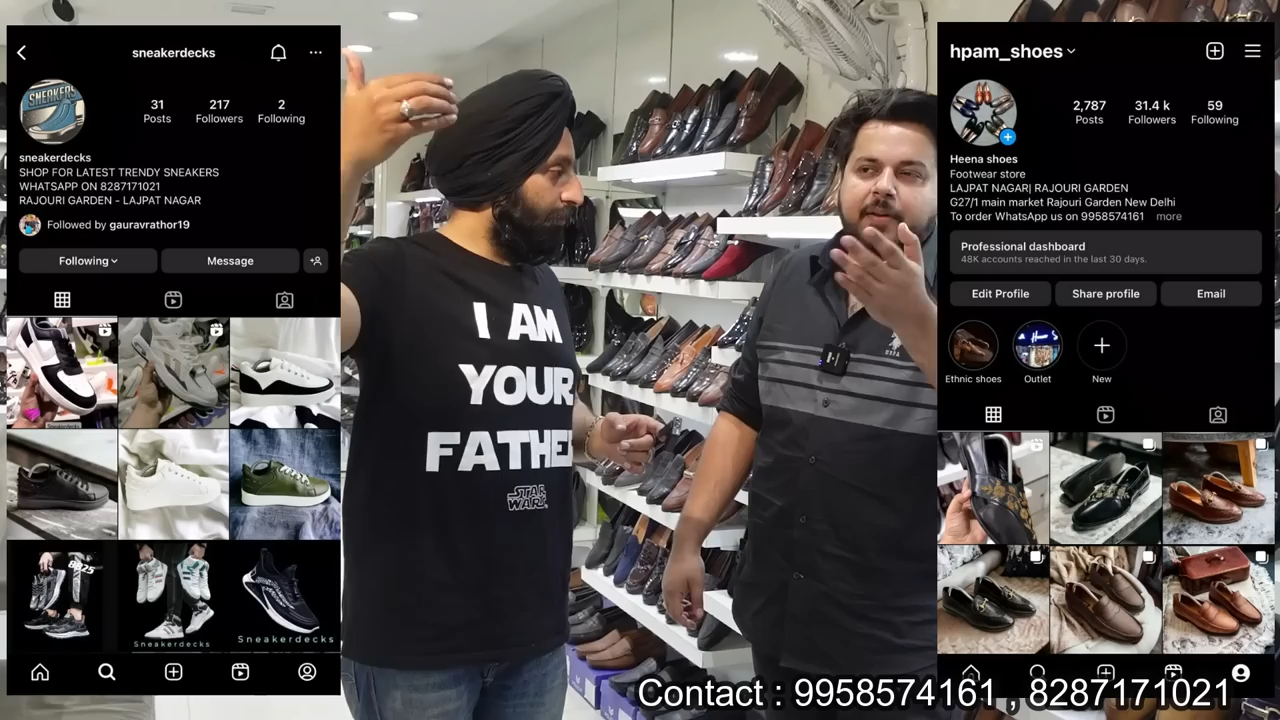 sneakerdecks
SNEAKERS
31
217
2
Posts
Followers
Following
sneakerdecks
SHOP FOR LATEST TRENDY SNEAKERS
WHATSAPP ON 8287171021
RAJOURI GARDEN - LAJPAT NAGAR
Followed by gauravrathor19
Following
Message
BB25
Sneakerdecks
Sneakerdecks
I AM
YOUR
FATHE
STAR
WARS
USPA
hpam_shoes
2,787
31.4 k
59
Posts
Followers
Following
Heena shoes
Footwear store
LAJPAT NAGAR| RAJOURI GARDEN
G27/1 main market Rajouri Garden New Delhi
To order WhatsApp us on 9958574161 more
Professional dashboard
48K accounts reached in the last 30 days.
Edit Profile
Share profile
Email
Ethnic shoes
Outlet
New
Contact : 9958574161 , 8287171021